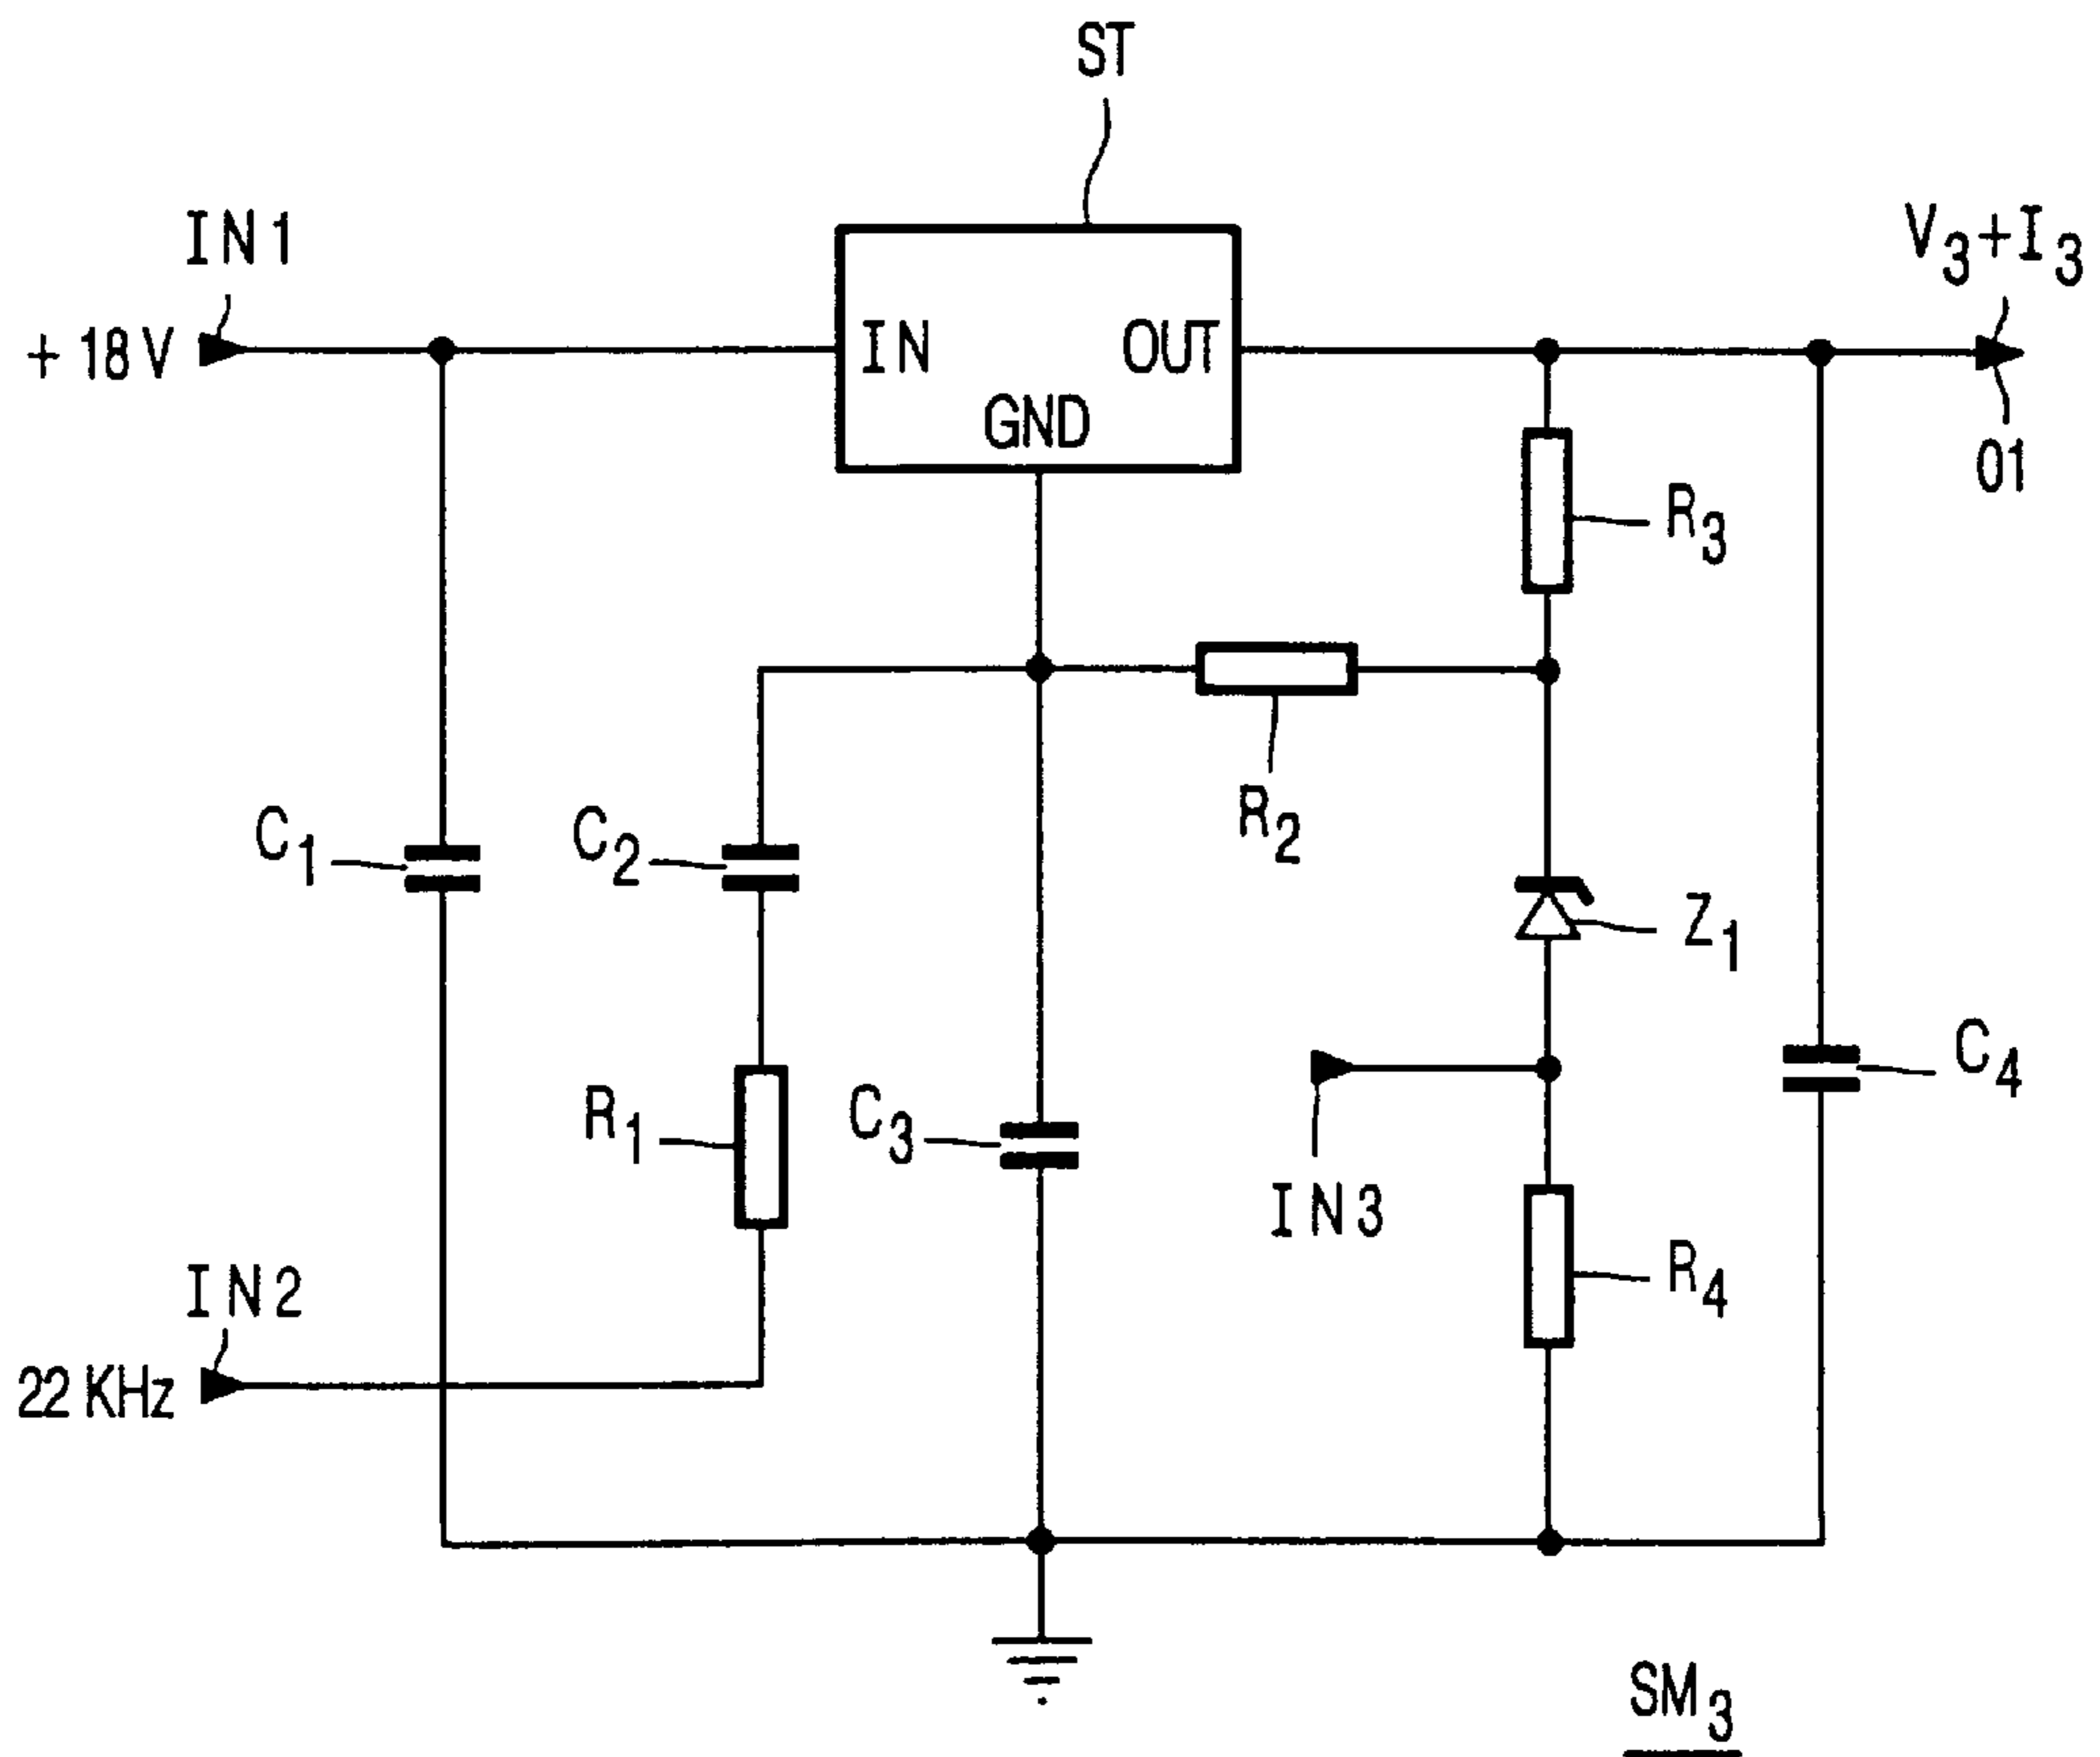 ST
IN1
V3+I3
+18V
IN
OUT
GND
O1
R3
R2
C1
C2
Z1
C4
R1
C3
IN3
IN2
R4
22 KHz
SM3